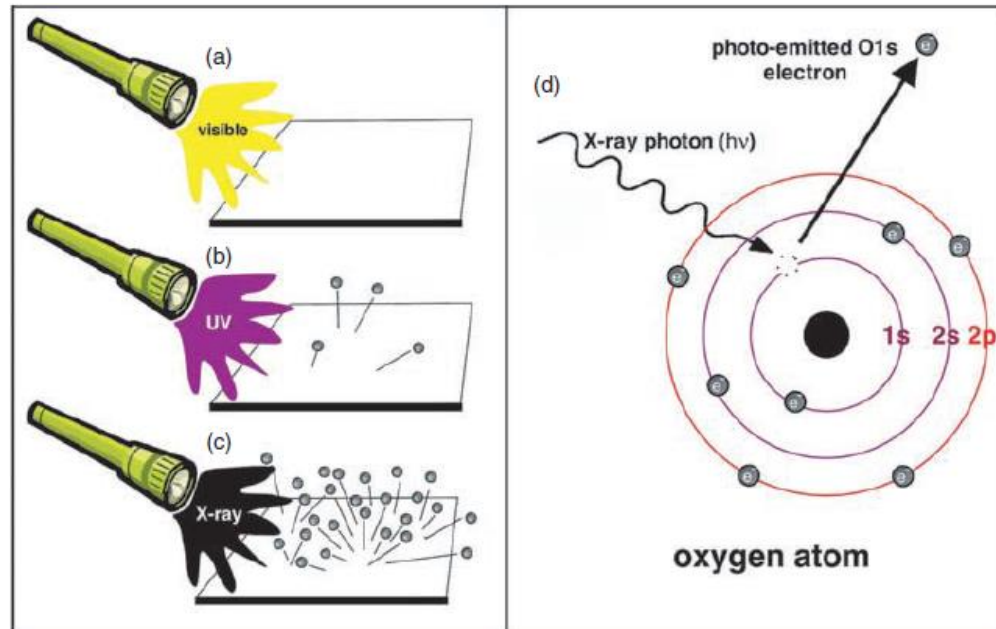 (a)
visible
(b)
UV
(c)
X-ray
photo-emitted O1s
electron
e⁻
(d)
X-ray photon (hν)
e⁻
e⁻
e⁻
1s 2s 2p
e⁻
e⁻
e⁻
e⁻
oxygen atom